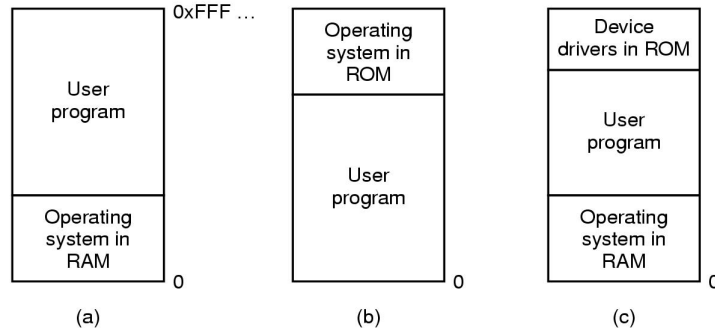 0xFFF ...
User
program
Operating
system in
RAM
0
(a)
Operating
system in
ROM
User
program
0
(b)
Device
drivers in ROM
User
program
Operating
system in
RAM
0
(c)